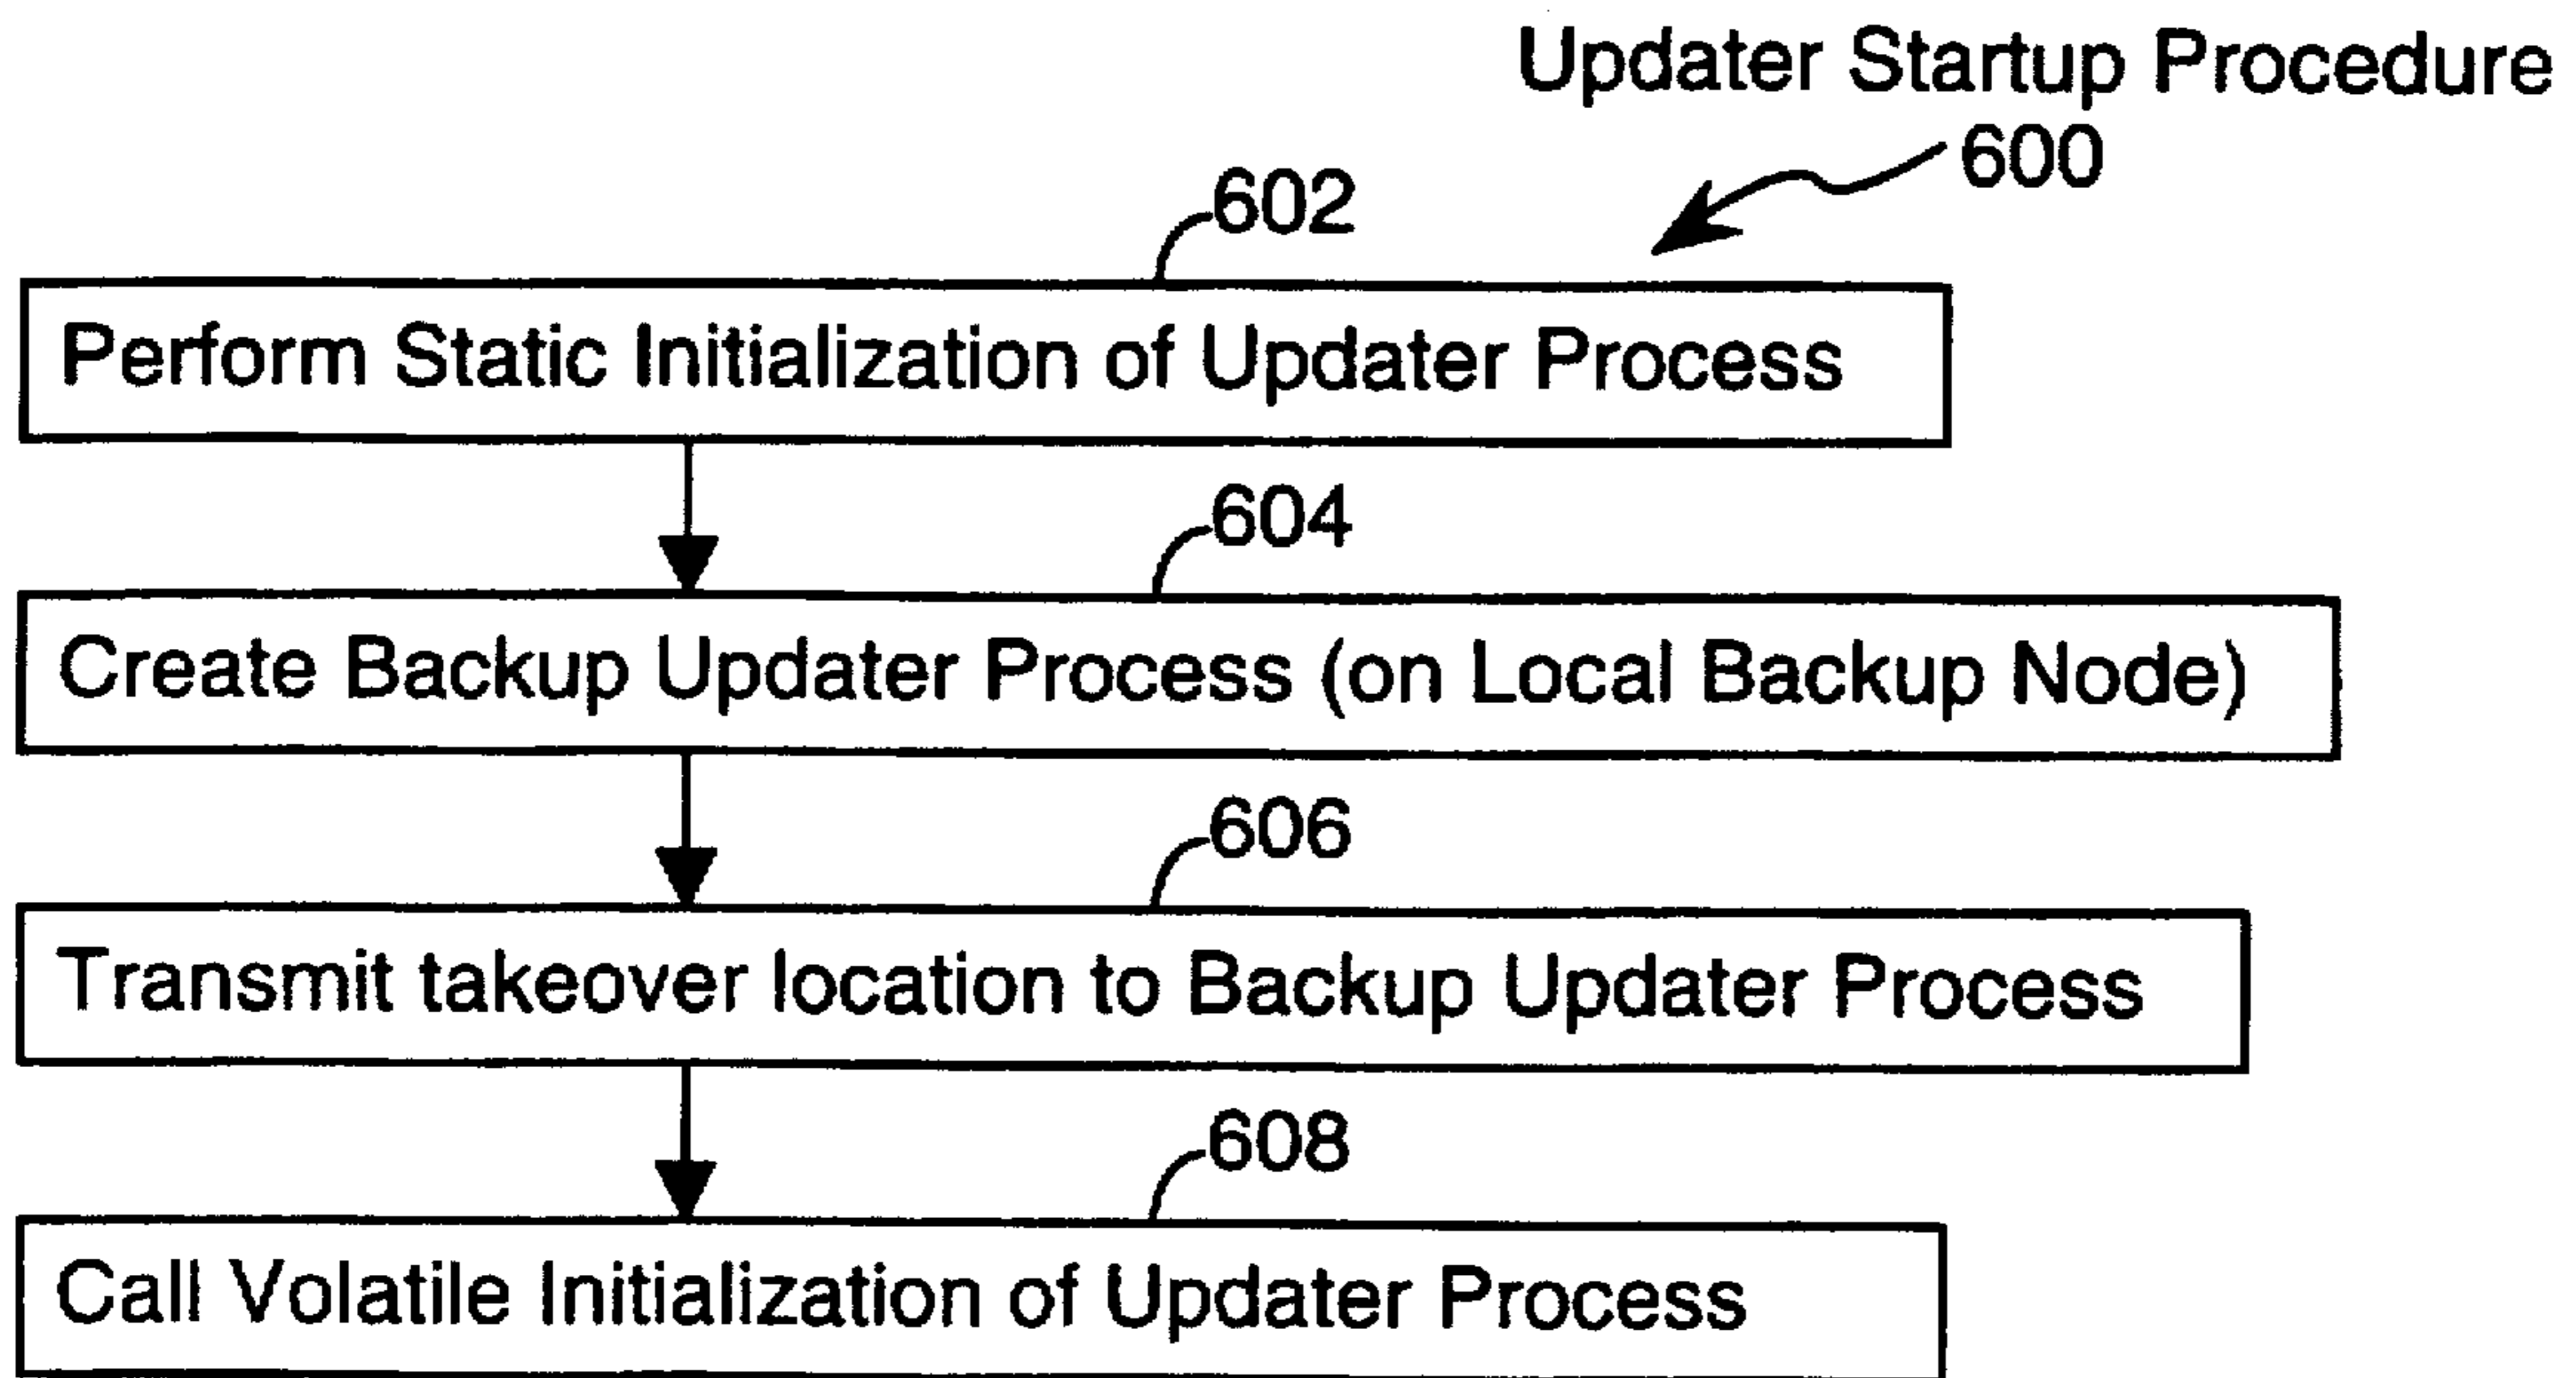 Updater Startup Procedure
600
602
Perform Static Initialization of Updater Process
604
Create Backup Updater Process (on Local Backup Node)
606
Transmit takeover location to Backup Updater Process
608
Call Volatile Initialization of Updater Process